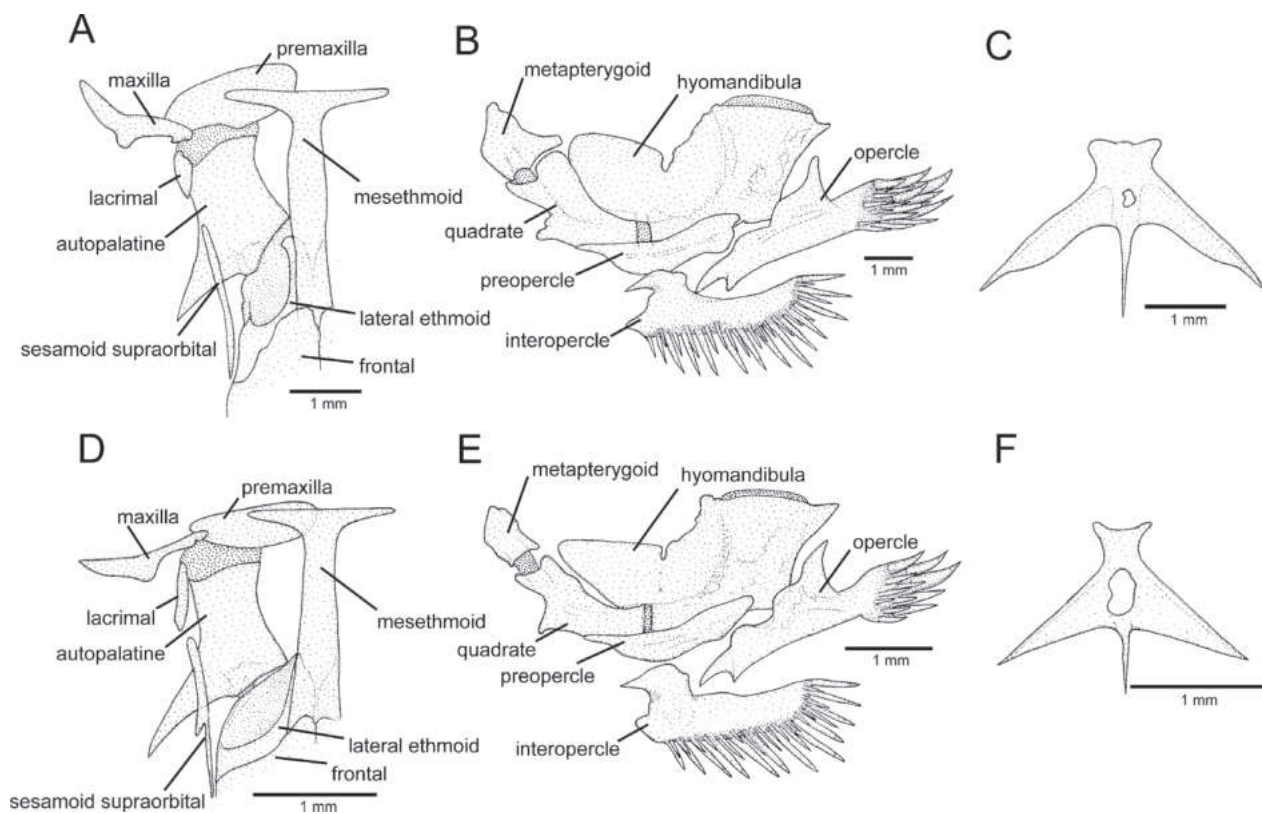 A
premaxilla
maxilla
lacrimal
mesethmoid
autopalatine
lateral ethmoid
sesamoid supraorbital
frontal
1 mm
B
metapterygoid
hyomandibula
opercle
quadrate
preopercle
1 mm
interopercle
C
1 mm
D
premaxilla
maxilla
lacrimal
mesethmoid
autopalatine
lateral ethmoid
frontal
sesamoid supraorbital
1 mm
E
metapterygoid
hyomandibula
opercle
quadrate
preopercle
1 mm
interopercle
F
1 mm